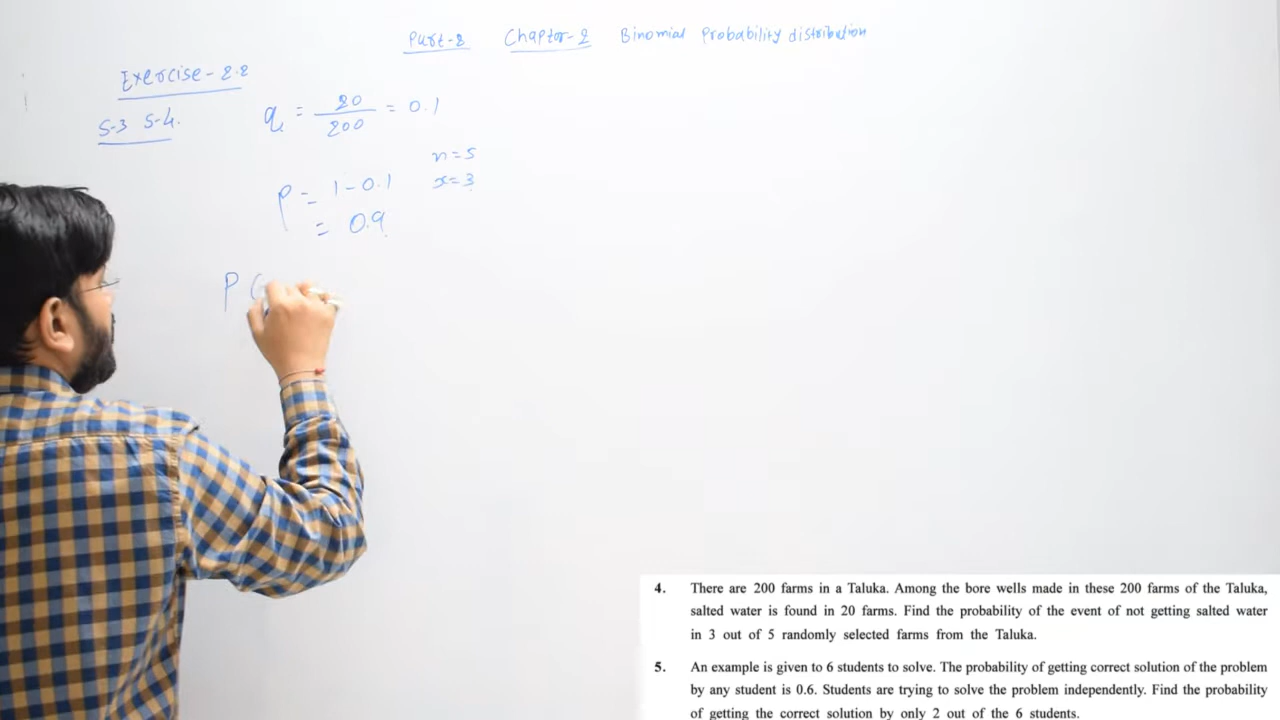 Part-2 Chapter-2 Binomial Probability distribution
Exercise-2.2
S-3 S-4.
q = 20/200 = 0.1
n=5
x=3
p = 1-0.1
= 0.9
P (
4. There are 200 farms in a Taluka. Among the bore wells made in these 200 farms of the Taluka,
salted water is found in 20 farms. Find the probability of the event of not getting salted water
in 3 out of 5 randomly selected farms from the Taluka.
5. An example is given to 6 students to solve. The probability of getting correct solution of the problem
by any student is 0.6. Students are trying to solve the problem independently. Find the probability
of getting the correct solution by only 2 out of the 6 students.